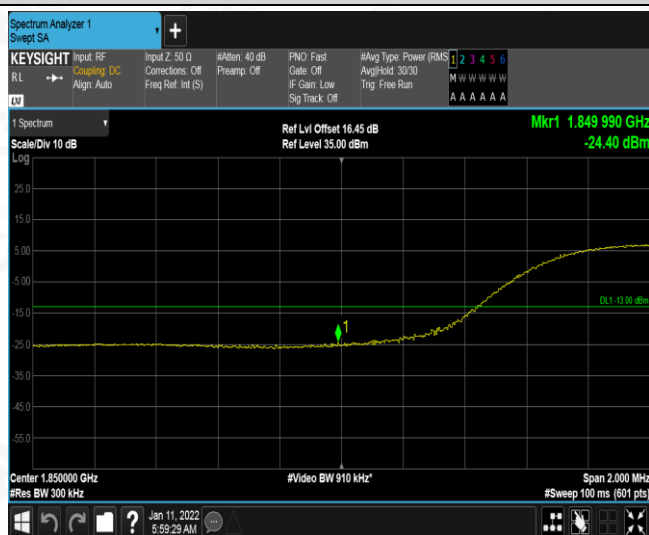 Spectrum Analyzer 1
Swept SA
+
KEYSIGHT
RL
LXI
Input: RF
Coupling: DC
Align: Auto
Input Z: 50 Ω
Corrections: Off
Freq Ref: Int (S)
#Atten: 40 dB
Preamp: Off
PNO: Fast
Gate: Off
IF Gain: Low
Sig Track: Off
#Avg Type: Power (RMS
Avg|Hold: 30/30
Trig: Free Run
1 2 3 4 5 6
M W W W W W
A A A A A A
1 Spectrum
Scale/Div 10 dB
Log
Ref Lvl Offset 16.45 dB
Ref Level 35.00 dBm
Mkr1 1.849 990 GHz
-24.40 dBm
25.0
15.0
5.00
-5.00
DL1 -13.00 dBm
-15.0
1
-25.0
-35.0
-45.0
-55.0
Center 1.850000 GHz
#Res BW 300 kHz
#Video BW 910 kHz*
Span 2.000 MHz
#Sweep 100 ms (601 pts)
?
Jan 11, 2022
5:59:29 AM